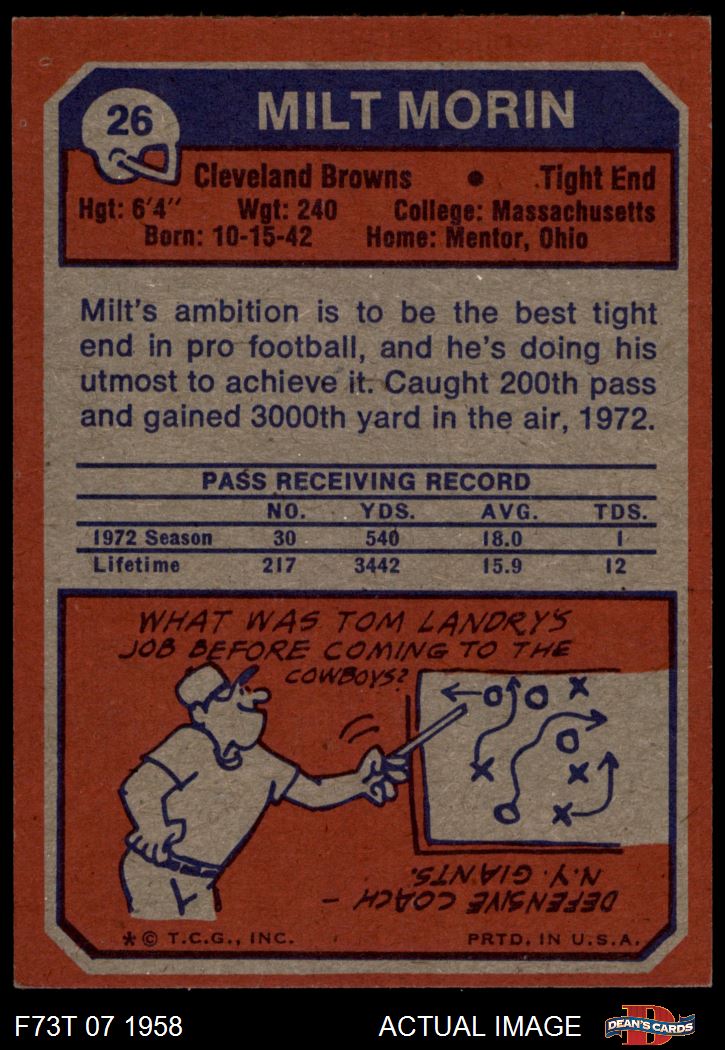 26
MILT MORIN
Cleveland Browns • Tight End
Hgt: 6'4" Wgt: 240 College: Massachusetts
Born: 10-15-42 Home: Mentor, Ohio
Milt's ambition is to be the best tight
end in pro football, and he's doing his
utmost to achieve it. Caught 200th pass
and gained 3000th yard in the air, 1972.
PASS RECEIVING RECORD
NO. YDS. AVG. TDS.
1972 Season 30 540 18.0 1
Lifetime 217 3442 15.9 12
WHAT WAS TOM LANDRY'S
JOB BEFORE COMING TO THE
COWBOYS?
DEFENSIVE COACH –
N.Y. GIANTS.
* © T.C.G., INC. PRTD. IN U.S.A.
F73T 07 1958 ACTUAL IMAGE D DEAN'S CARDS